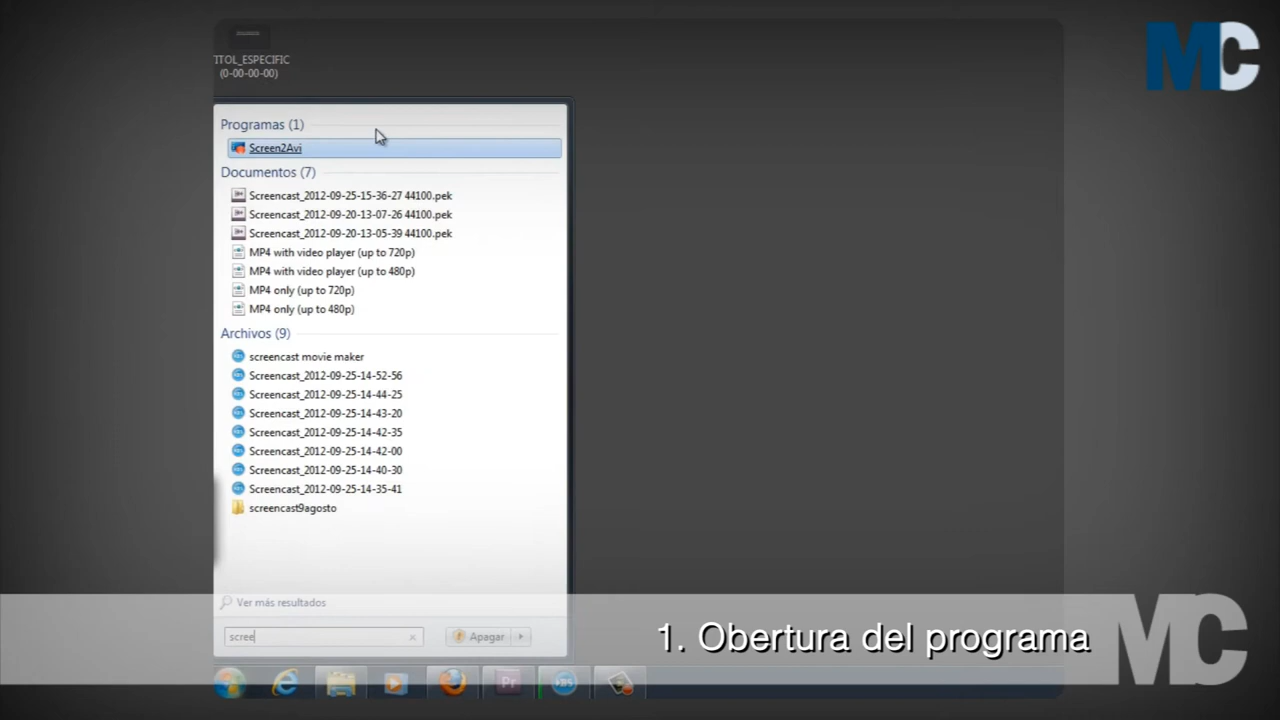 MC
TITOL_ESPECIFIC
(0-00-00-00)
Programas (1)
Screen2Avi
Documentos (7)
Screencast_2012-09-25-15-36-27 44100.pek
Screencast_2012-09-20-13-07-26 44100.pek
Screencast_2012-09-20-13-05-39 44100.pek
MP4 with video player (up to 720p)
MP4 with video player (up to 480p)
MP4 only (up to 720p)
MP4 only (up to 480p)
Archivos (9)
screencast movie maker
Screencast_2012-09-25-14-52-56
Screencast_2012-09-25-14-44-25
Screencast_2012-09-25-14-43-20
Screencast_2012-09-25-14-42-35
Screencast_2012-09-25-14-42-00
Screencast_2012-09-25-14-40-30
Screencast_2012-09-25-14-35-41
screencast9agosto
Ver más resultados
scree
Apagar
1. Obertura del programa
MC
Pr
BS